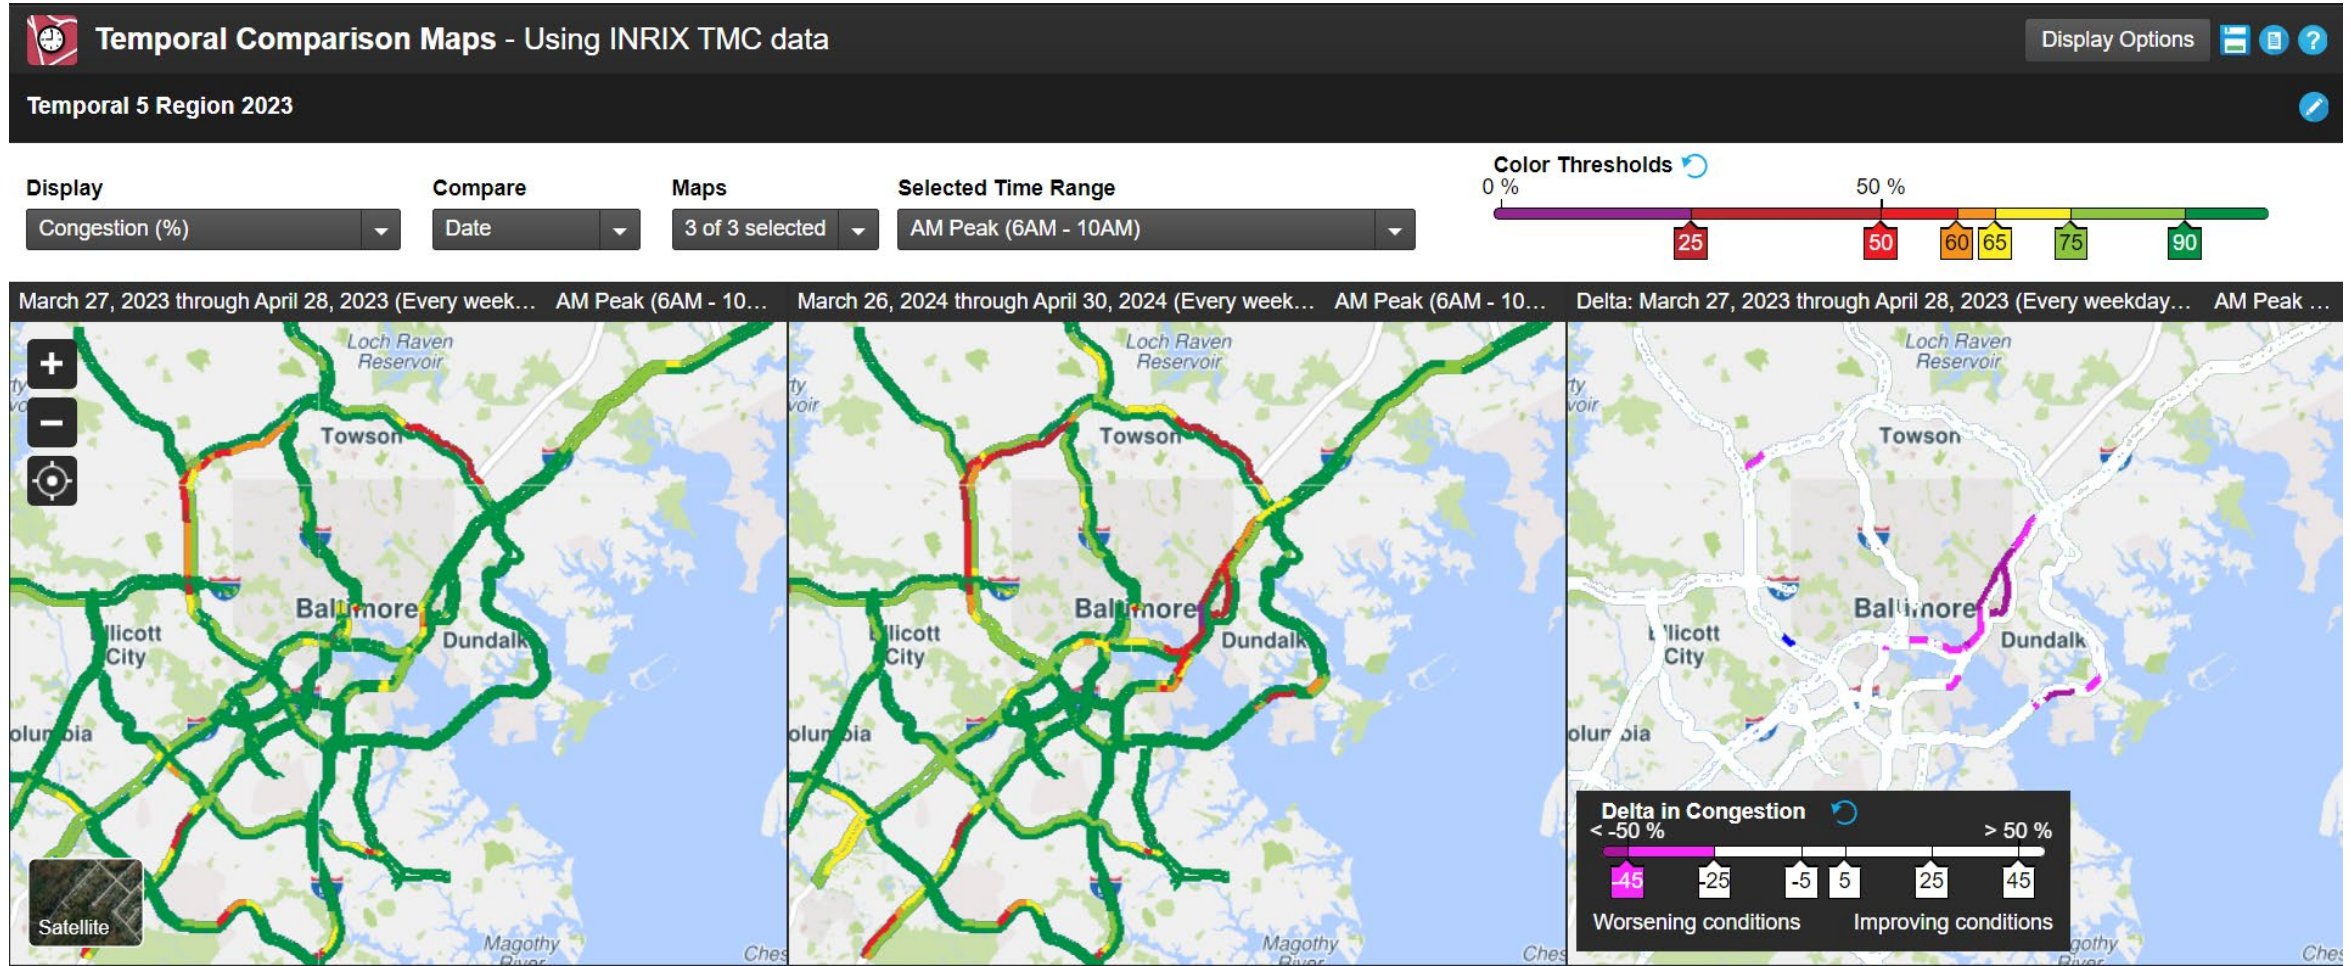 Temporal Comparison Maps - Using INRIX TMC data
Display Options
?
Temporal 5 Region 2023
Display
Congestion (%)
Compare
Date
Maps
3 of 3 selected
Selected Time Range
AM Peak (6AM - 10AM)
Color Thresholds
0 %
50 %
25
50
60
65
75
90
March 27, 2023 through April 28, 2023 (Every week…
AM Peak (6AM - 10…
March 26, 2024 through April 30, 2024 (Every week…
AM Peak (6AM - 10…
Delta: March 27, 2023 through April 28, 2023 (Every weekday…
AM Peak …
+
−
Loch Raven
Reservoir
Towson
Baltimore
Dundalk
City
Satellite
Magothy
River
Ches
Loch Raven
Reservoir
Towson
Baltimore
Dundalk
City
Magothy
River
Ches
Loch Raven
Reservoir
Towson
Baltimore
Dundalk
licott
City
Delta in Congestion
< -50 %
> 50 %
-45
-25
-5
5
25
45
Worsening conditions
Improving conditions
Ches